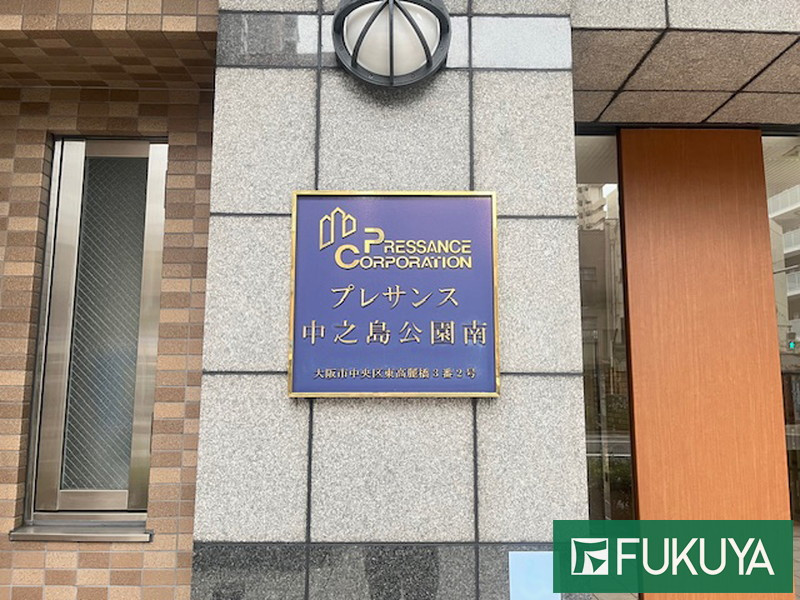 PRESSANCE
CORPORATION
プレサンス
中之島公園南
大阪市中央区東高麗橋3番2号
FUKUYA